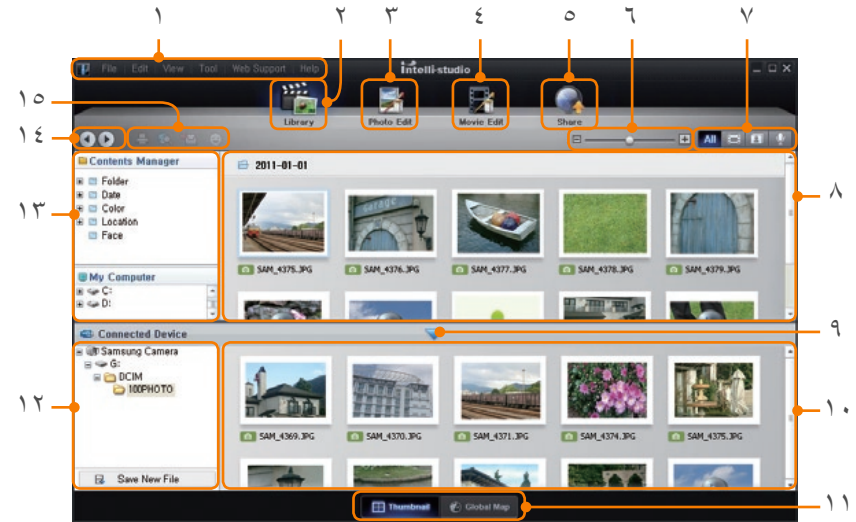 ١ ٢ ٣ ٤ ٥ ٦ ٧
File Edit View Tool Web Support Help
intelli-studio
Library Photo Edit Movie Edit Share
١٥
١٤
All
Contents Manager
Folder
Date
Color
Location
Face
١٣
My Computer
C:
D:
2011-01-01
SAM_4375.JPG SAM_4376.JPG SAM_4377.JPG SAM_4378.JPG SAM_4379.JPG
٨
Connected Device
٩
Samsung Camera
G:
DCIM
100PHOTO
١٢
Save New File
SAM_4369.JPG SAM_4370.JPG SAM_4371.JPG SAM_4374.JPG SAM_4375.JPG
١٠
Thumbnail Global Map
١١